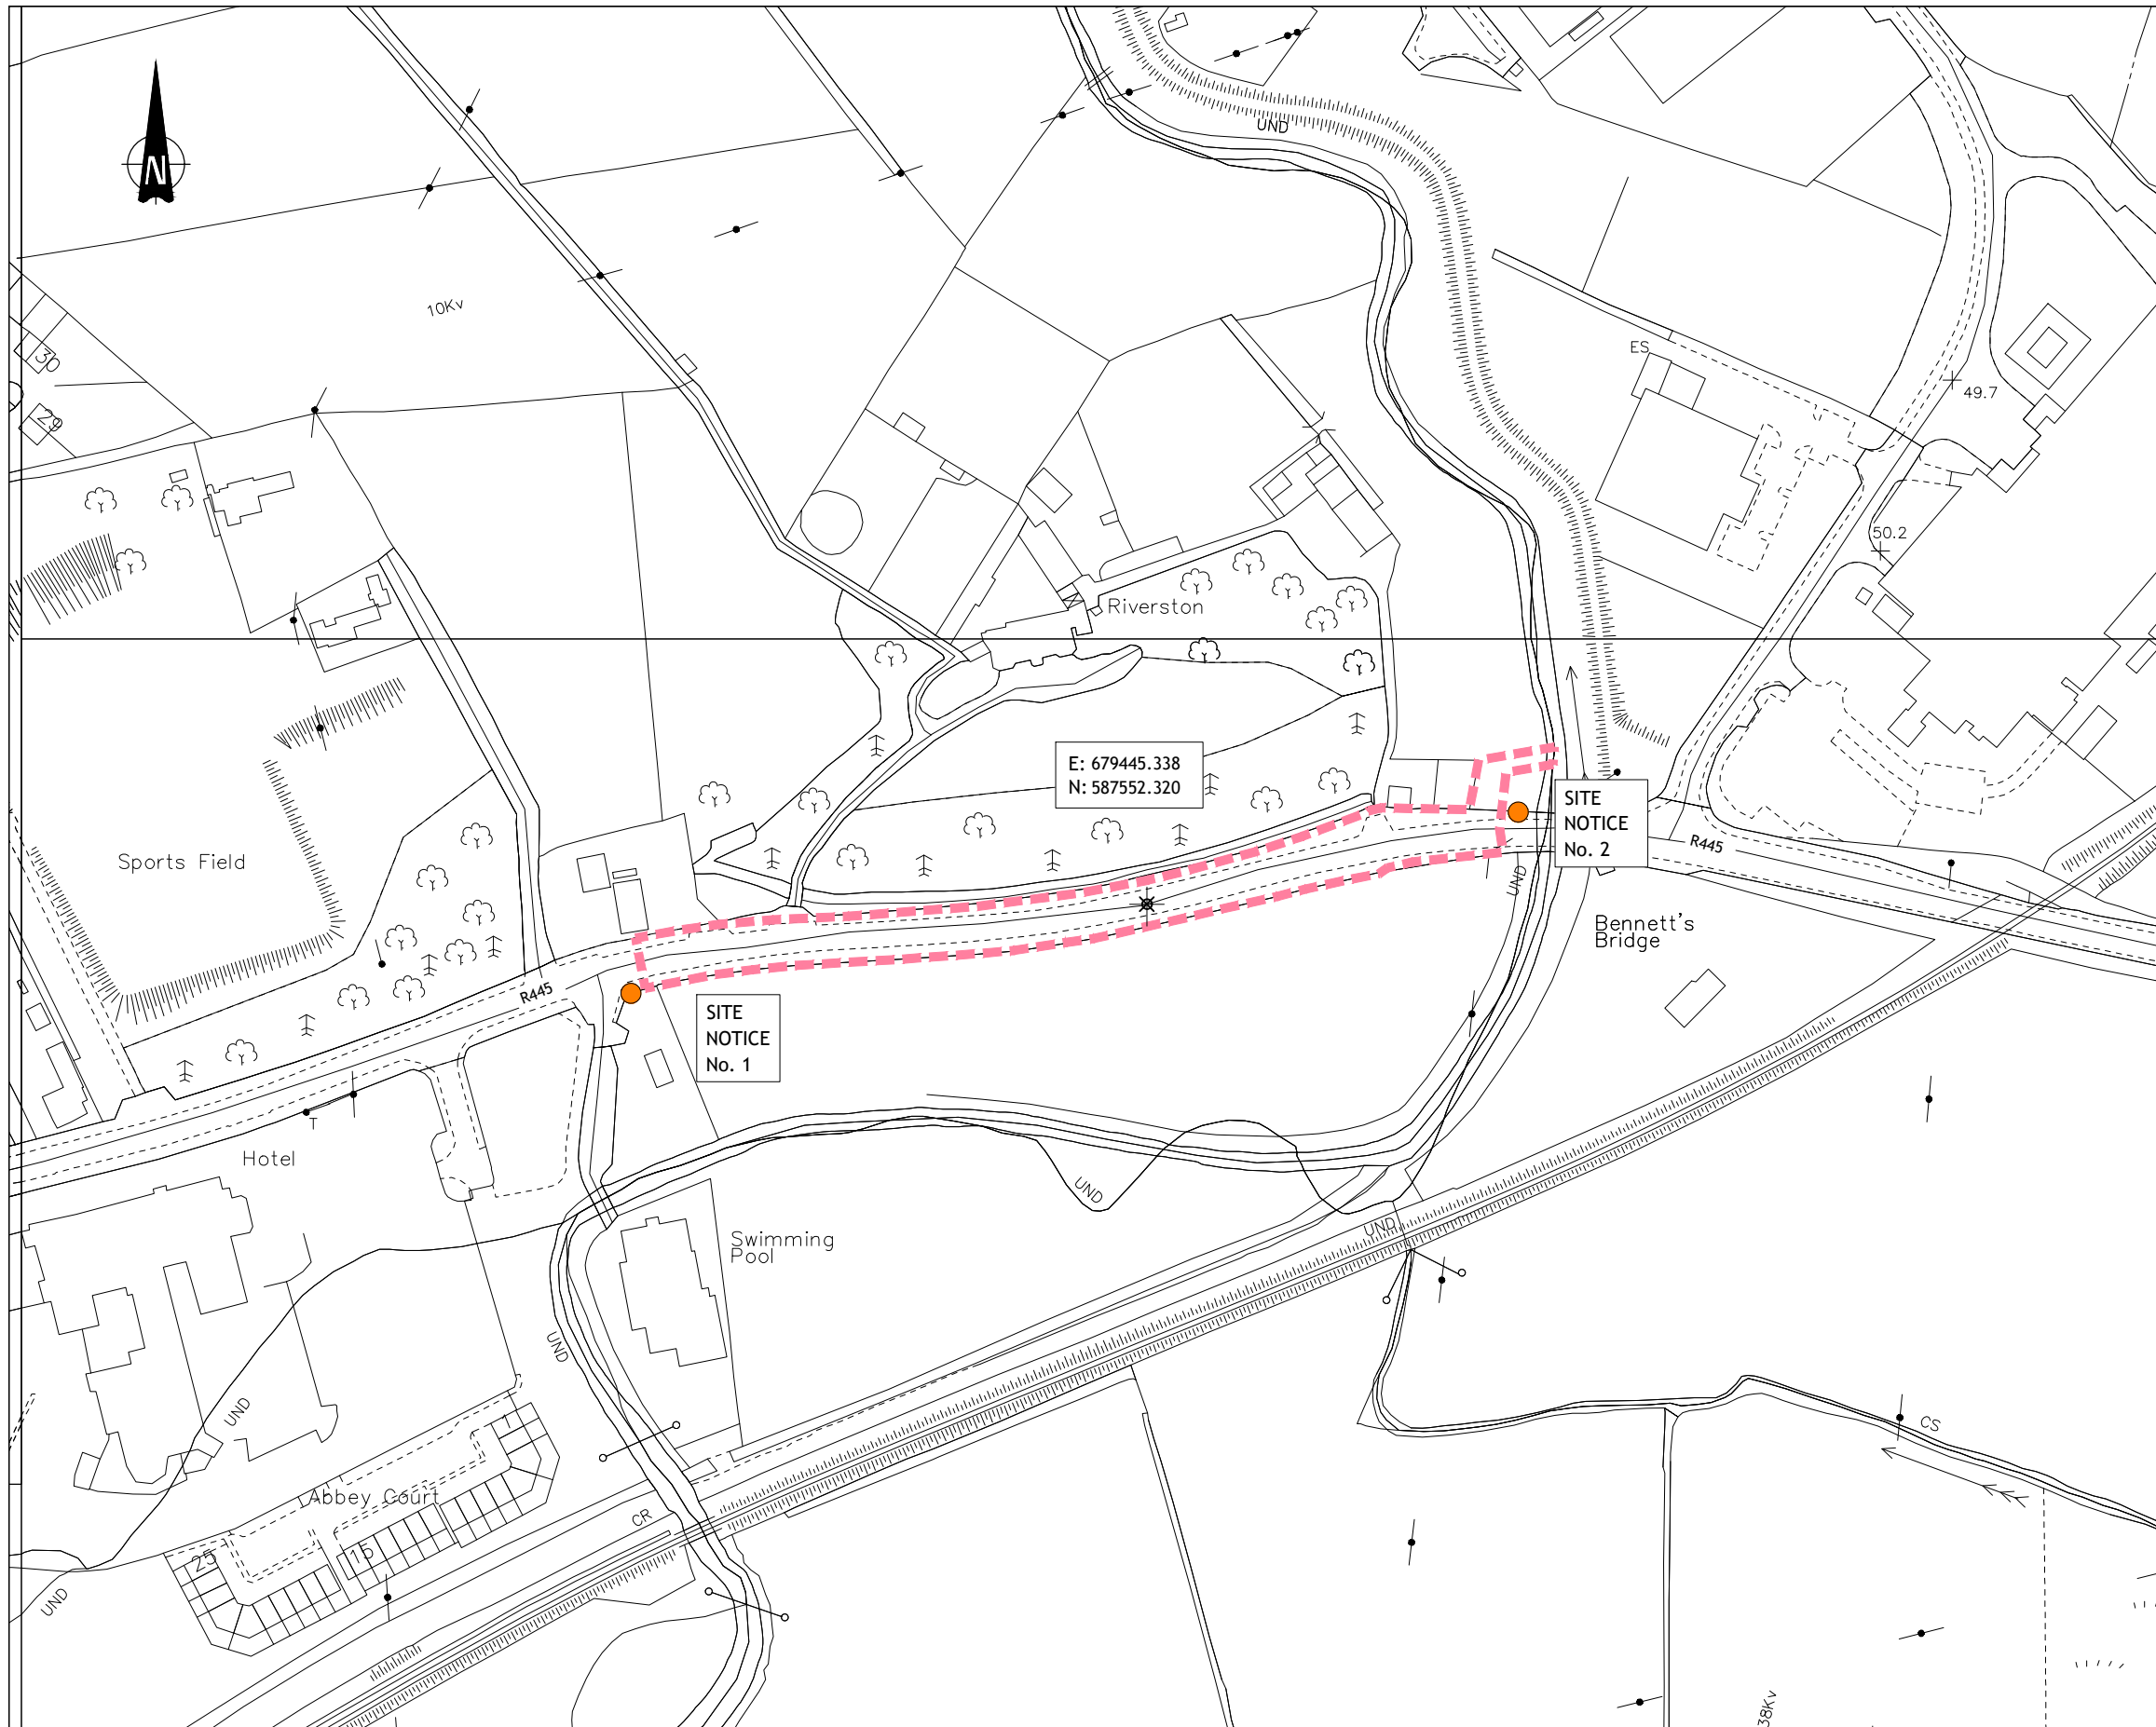 UND
N
10Kv
30
29
ES
49.7
50.2
Riverston
E: 679445.338
N: 587552.320
SITE
NOTICE
No. 2
R445
Sports Field
UND
Bennett's
Bridge
R445
SITE
NOTICE
No. 1
T
Hotel
UND
Swimming
Pool
UND
UND
UND
CS
1
Abbey Court
CR
25
15
UND
38Kv